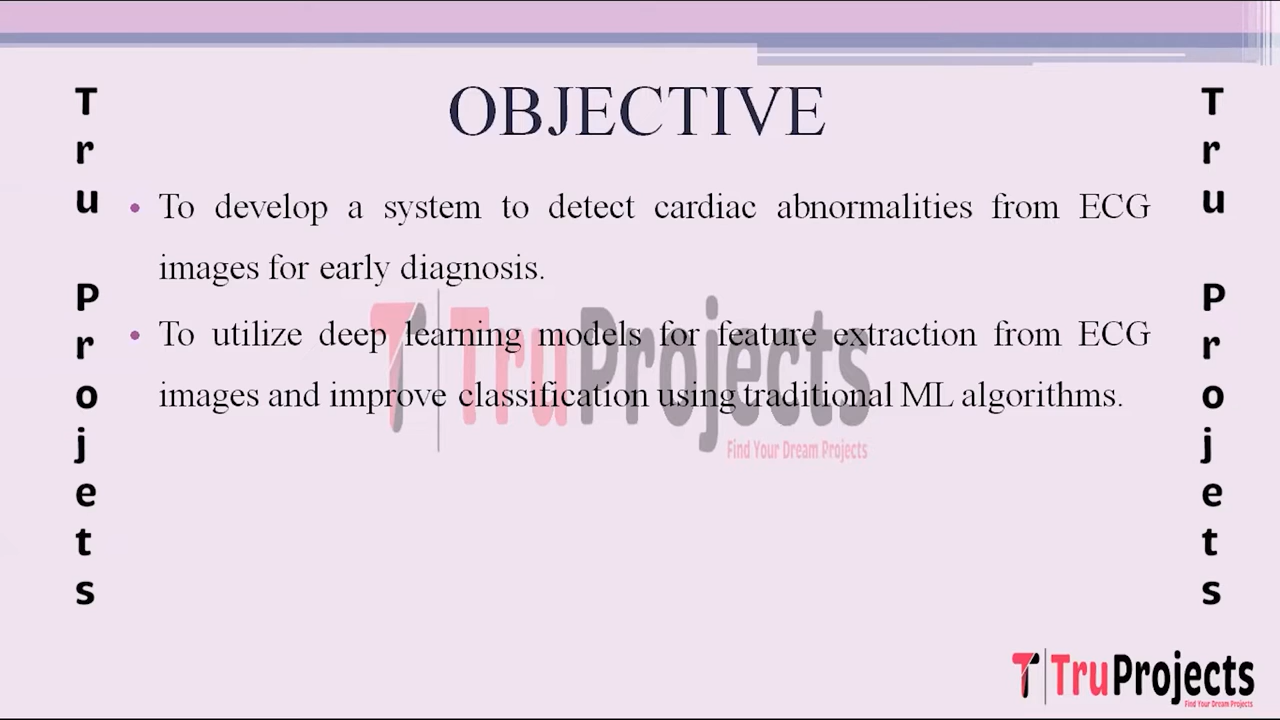 OBJECTIVE
Tru Projets
• To develop a system to detect cardiac abnormalities from ECG
images for early diagnosis.
• To utilize deep learning models for feature extraction from ECG
images and improve classification using traditional ML algorithms.
TruProjects
Find Your Dream Projects
Tru Projets
TruProjects
Find Your Dream Projects